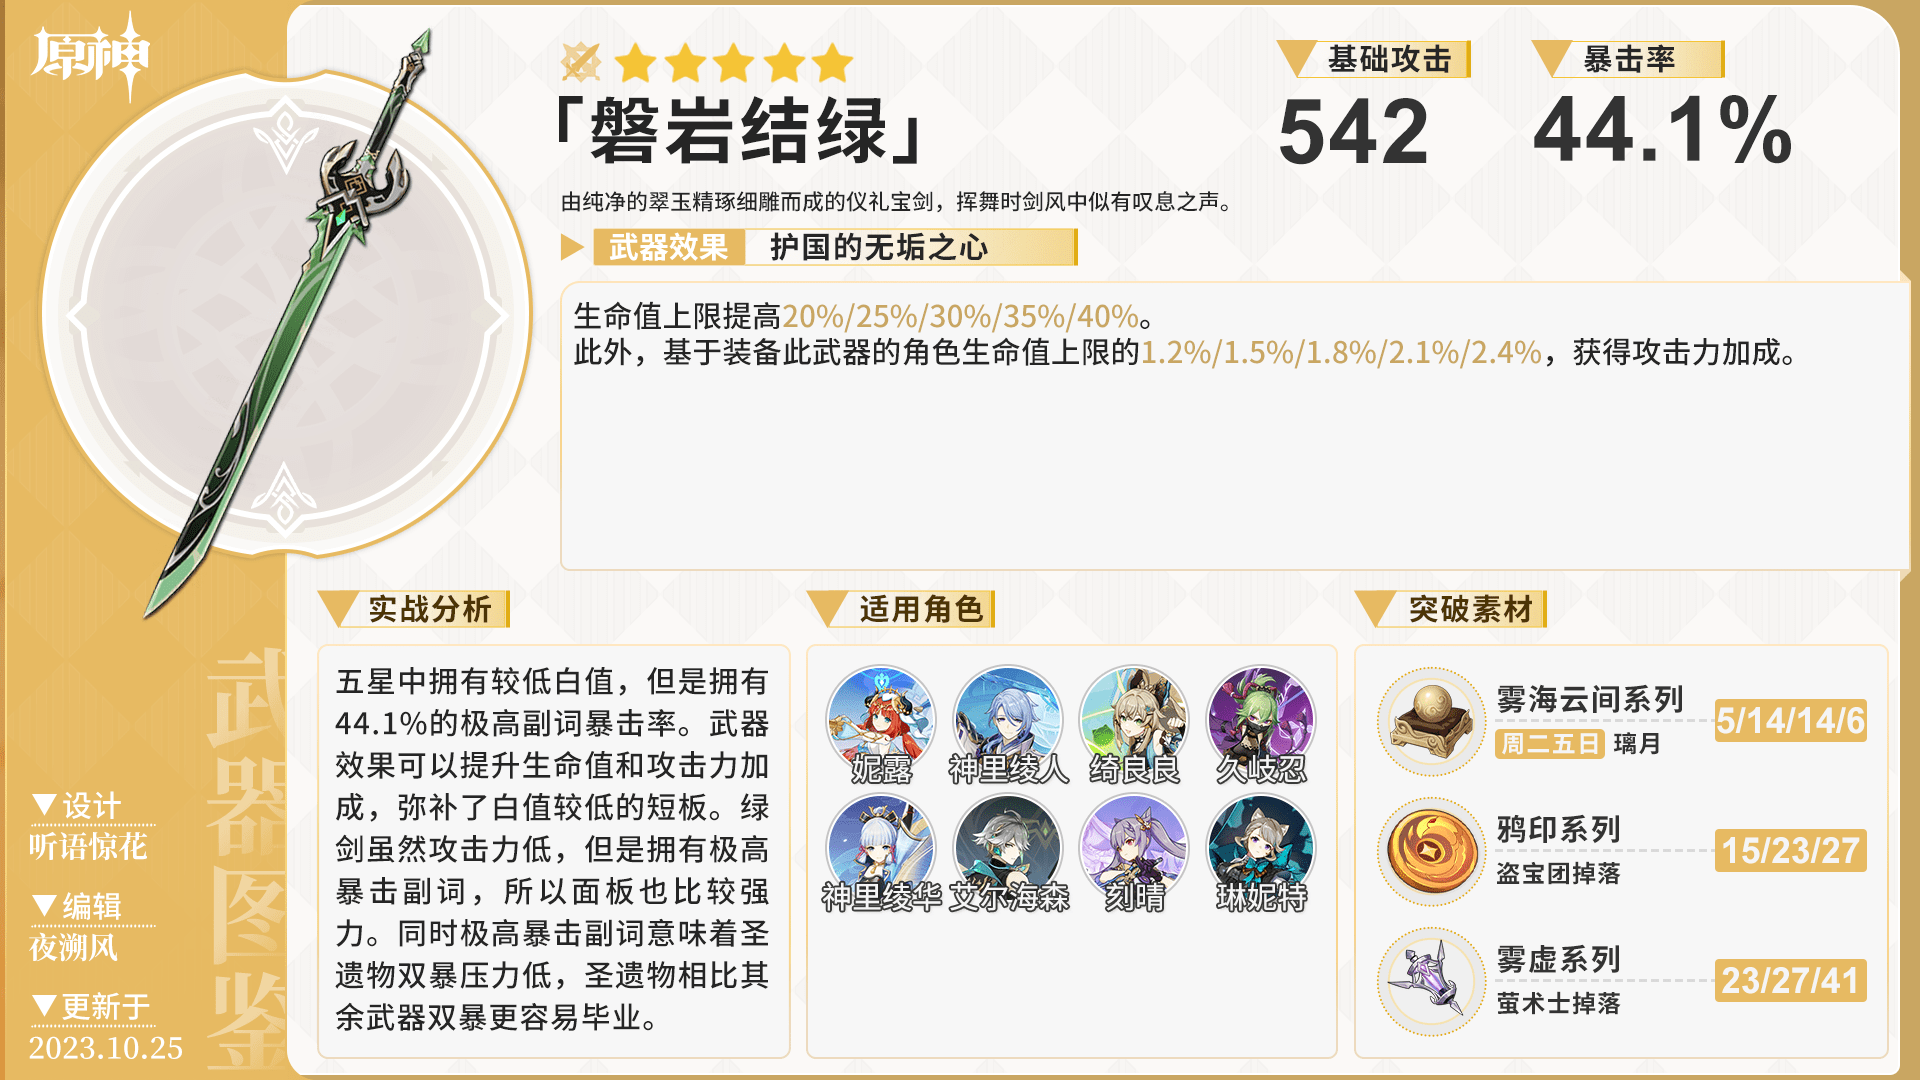 原神
「磐岩结绿」
基础攻击
542
暴击率
44.1%
由纯净的翠玉精琢细雕而成的仪礼宝剑，挥舞时剑风中似有叹息之声。
武器效果 护国的无垢之心
生命值上限提高20%/25%/30%/35%/40%。
此外，基于装备此武器的角色生命值上限的1.2%/1.5%/1.8%/2.1%/2.4%，获得攻击力加成。
武器图鉴
▼设计
听语惊花
▼编辑
夜溯风
▼更新于
2023.10.25
实战分析
五星中拥有较低白值，但是拥有
44.1%的极高副词暴击率。武器
效果可以提升生命值和攻击力加
成，弥补了白值较低的短板。绿
剑虽然攻击力低，但是拥有极高
暴击副词，所以面板也比较强
力。同时极高暴击副词意味着圣
遗物双暴压力低，圣遗物相比其
余武器双暴更容易毕业。
适用角色
妮露 神里绫人 绮良良 久岐忍
神里绫华 艾尔海森 刻晴 琳妮特
突破素材
雾海云间系列
周二五日 璃月
5/14/14/6
鸦印系列
盗宝团掉落
15/23/27
雾虚系列
萤术士掉落
23/27/41